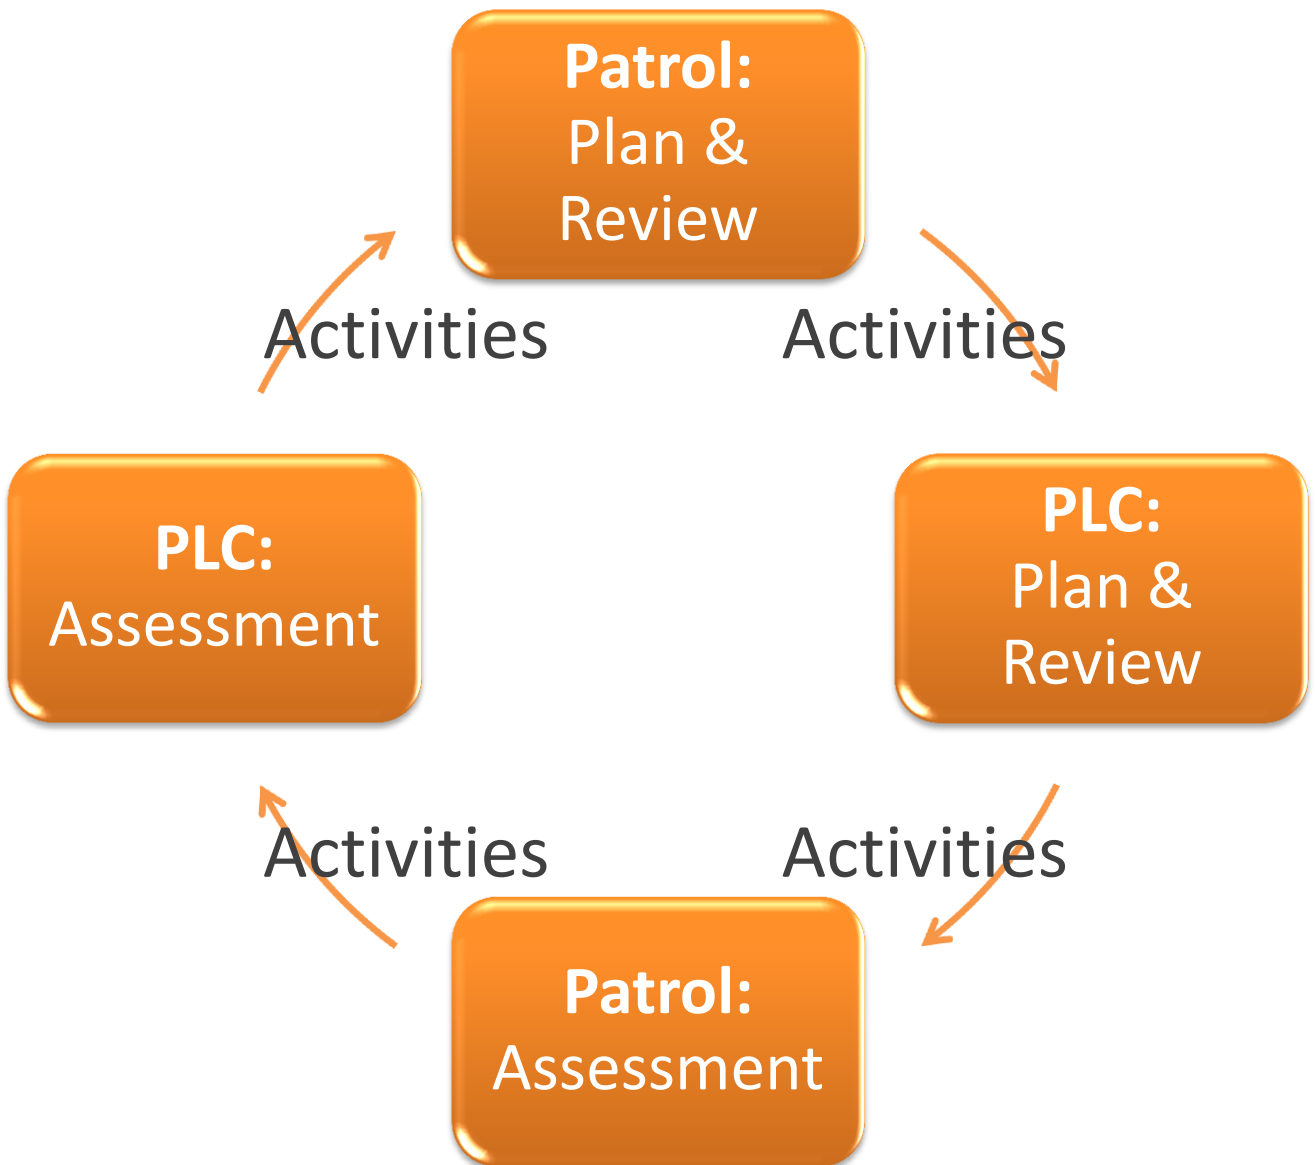 Patrol:
Plan &
Review
Activities
Activities
PLC:
Assessment
PLC:
Plan &
Review
Activities
Activities
Patrol:
Assessment